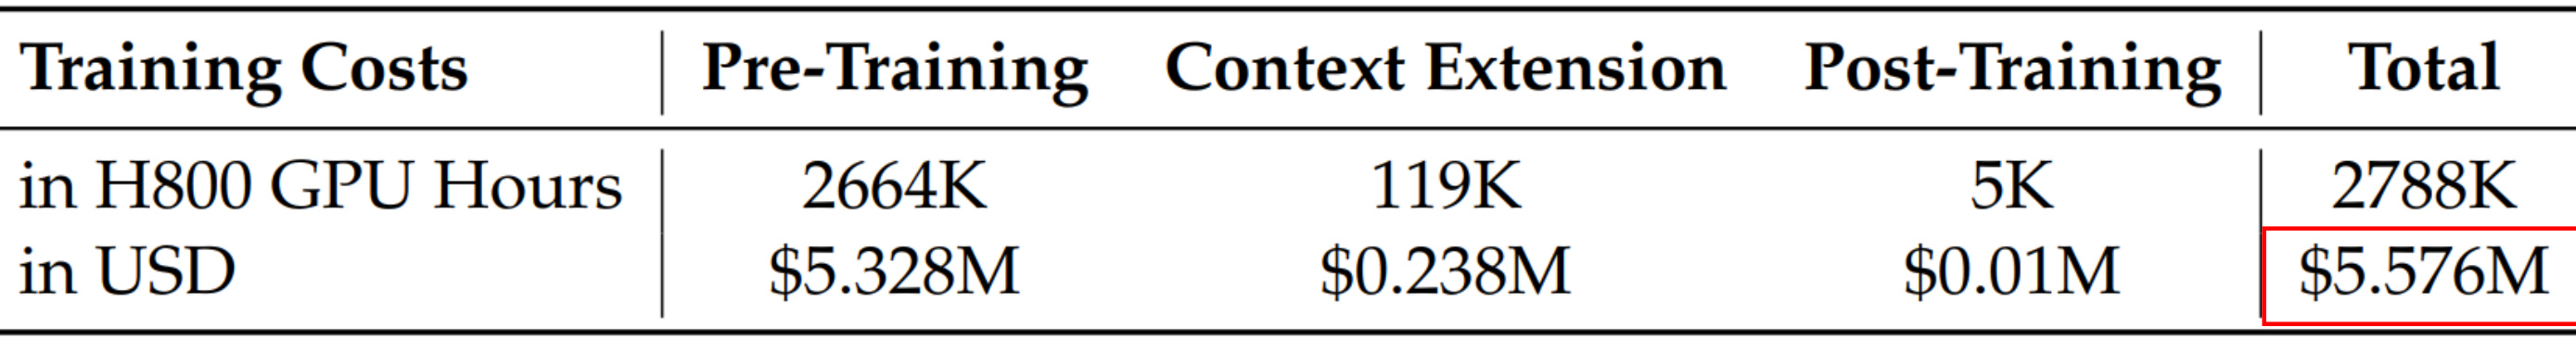 Training Costs Pre-Training Context Extension Post-Training Total
in H800 GPU Hours 2664K 119K 5K 2788K
in USD $5.328M $0.238M $0.01M $5.576M